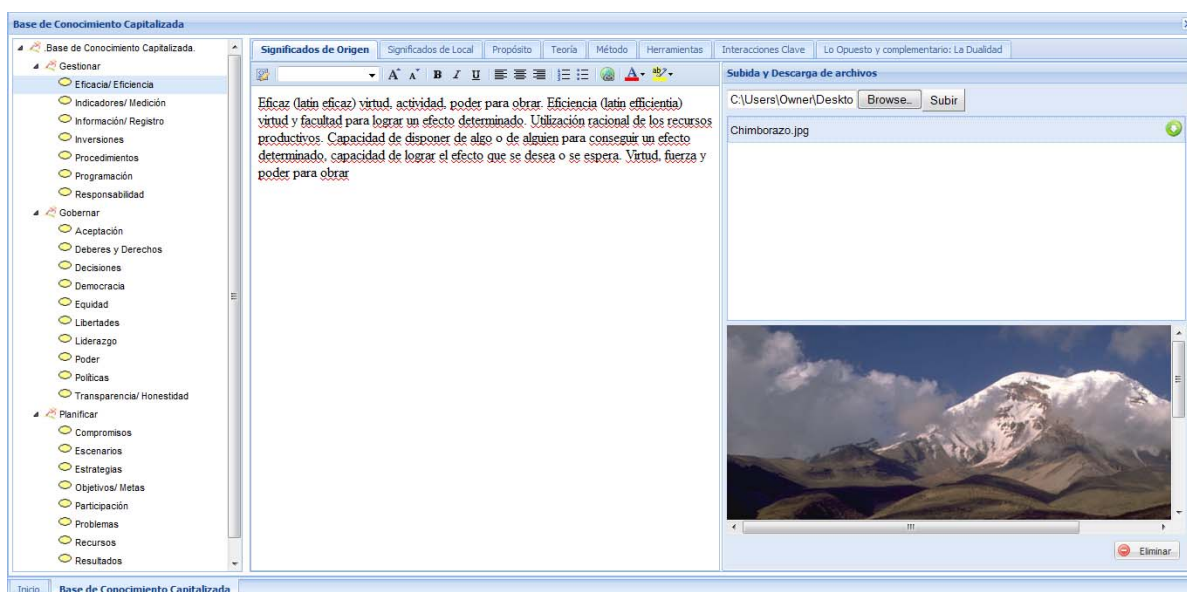 Base de Conocimiento Capitalizada
.Base de Conocimiento Capitalizada.
Gestionar
Eficacia/ Eficiencia
Indicadores/ Medición
Información/ Registro
Inversiones
Procedimientos
Programación
Responsabilidad
Gobernar
Aceptación
Deberes y Derechos
Decisiones
Democracia
Equidad
Libertades
Liderazgo
Poder
Políticas
Transparencia/ Honestidad
Planificar
Compromisos
Escenarios
Estrategias
Objetivos/ Metas
Participación
Problemas
Recursos
Resultados
Significados de Origen Significados de Local Propósito Teoría Método Herramientas Interacciones Clave Lo Opuesto y complementario: La Dualidad
A A B I U A ab
Eficaz (latin eficaz) virtud, actividad, poder para obrar. Eficiencia (latin efficientia)
virtud y facultad para lograr un efecto determinado. Utilización racional de los recursos
productivos. Capacidad de disponer de algo o de alguien para conseguir un efecto
determinado, capacidad de lograr el efecto que se desea o se espera. Virtud, fuerza y
poder para obrar
Subida y Descarga de archivos
C:\Users\Owner\Deskto Browse... Subir
Chimborazo.jpg
Eliminar
Inicio Base de Conocimiento Capitalizada